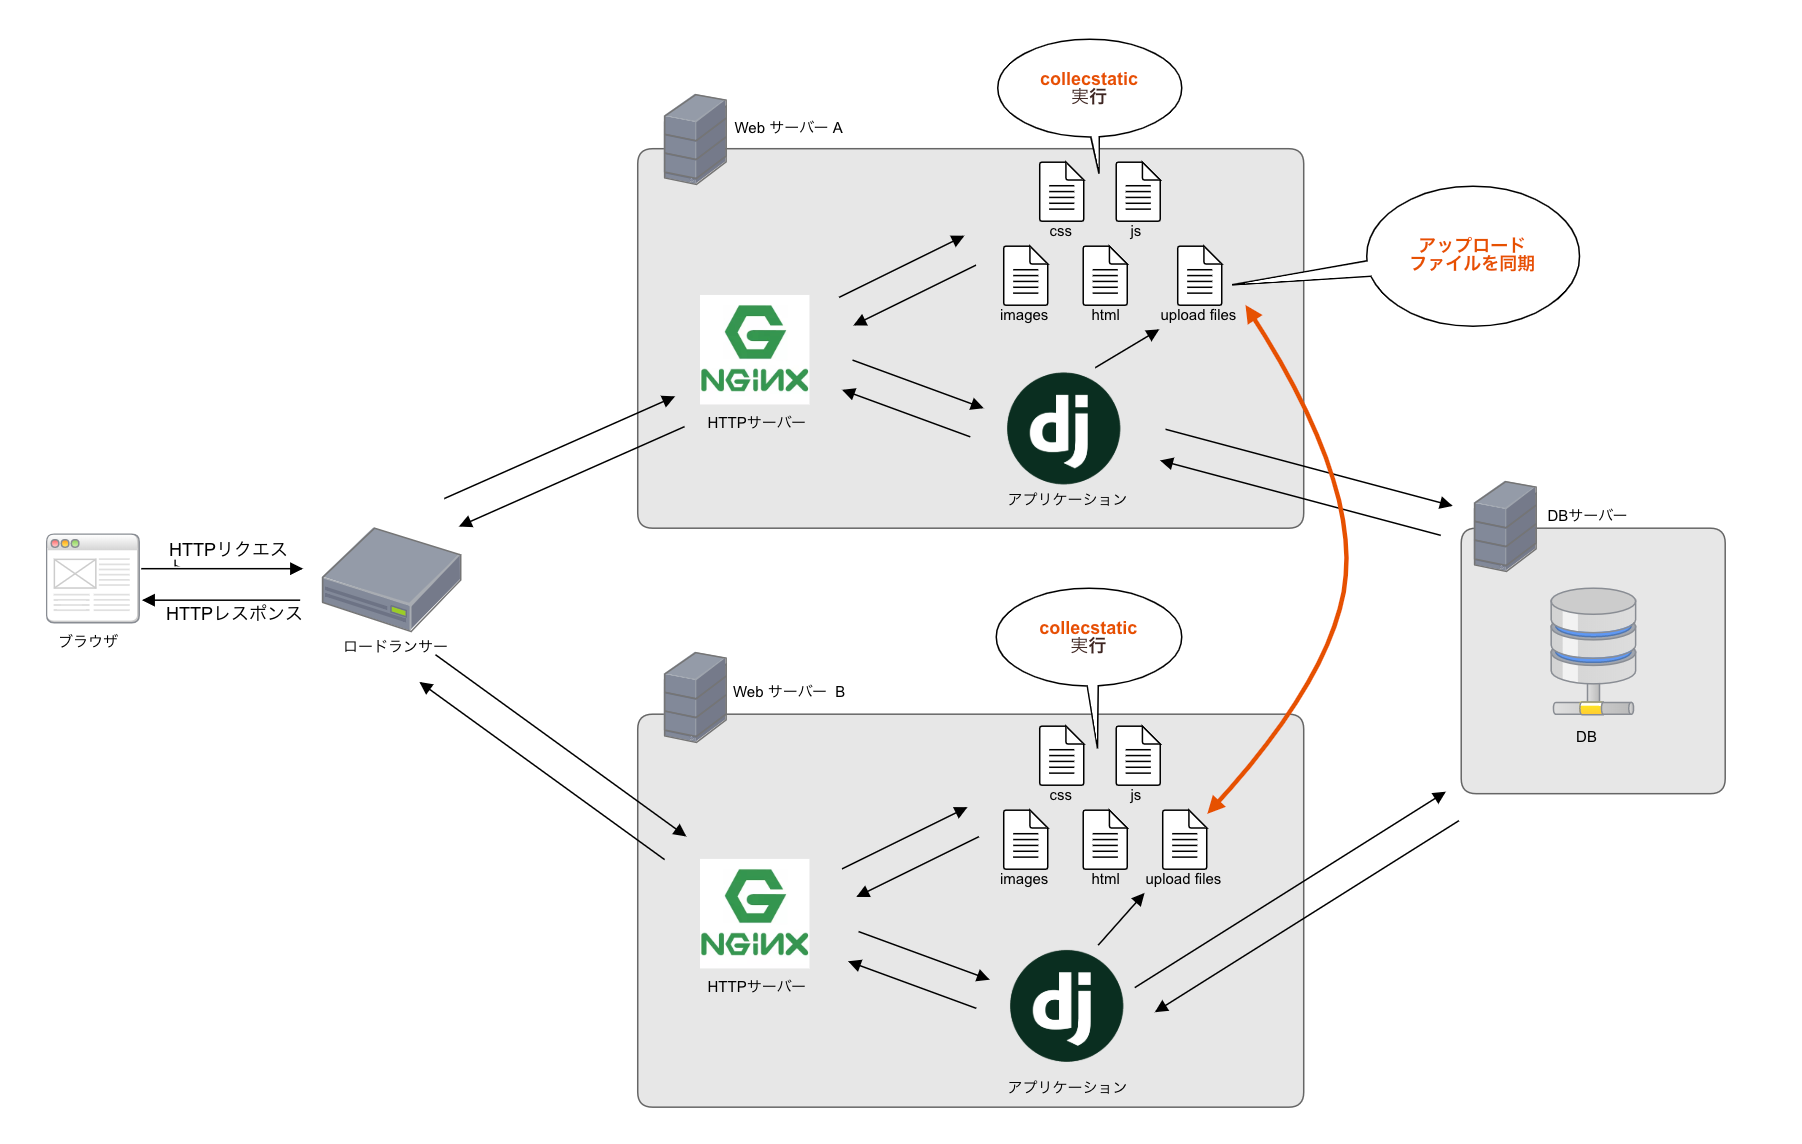 collecstatic
実行
Web サーバー A
css
js
アップロード
ファイルを同期
images
html
upload files
NGiNX
HTTPサーバー
dj
アプリケーション
DBサーバー
HTTPリクエス
ト
HTTPレスポンス
ブラウザ
ロードランサー
collecstatic
実行
Web サーバー B
DB
css
js
images
html
upload files
NGiNX
HTTPサーバー
dj
アプリケーション